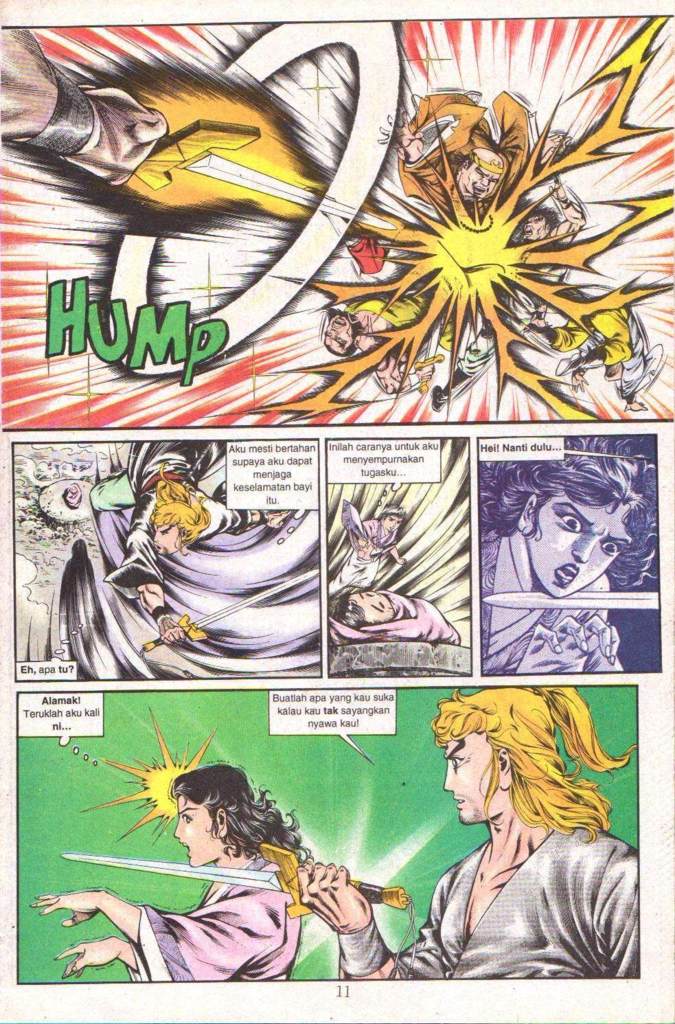 HUMP
Aku mesti bertahan
supaya aku dapat
menjaga
keselamatan bayi
itu.
Eh, apa tu?
Inilah caranya untuk aku
menyempurnakan
tugasku...
Hei! Nanti dulu...
Alamak!
Teruklah aku kali
ni...
Buatlah apa yang kau suka
kalau kau tak sayangkan
nyawa kau!
11